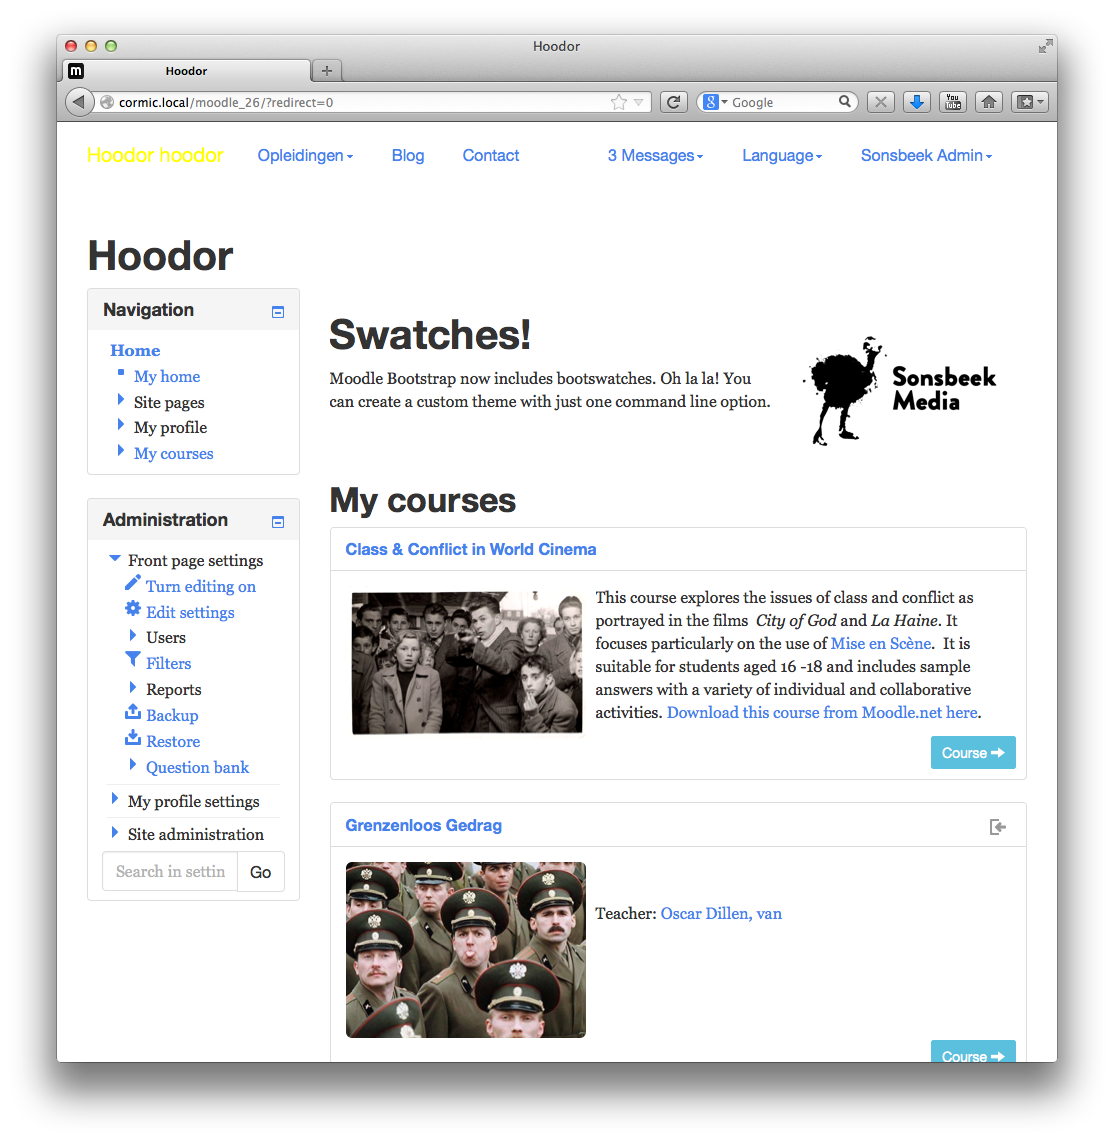 Hoodor
Hoodor
cormic.local/moodle_26/?redirect=0
Google
You
Tube
Hoodor hoodor
Opleidingen
Blog
Contact
3 Messages
Language
Sonsbeek Admin
Hoodor
Navigation
Home
My home
Site pages
My profile
My courses
Administration
Front page settings
Turn editing on
Edit settings
Users
Filters
Reports
Backup
Restore
Question bank
My profile settings
Site administration
Search in settin
Go
Swatches!
Moodle Bootstrap now includes bootswatches. Oh la la! You
can create a custom theme with just one command line option.
Sonsbeek
Media
My courses
Class & Conflict in World Cinema
This course explores the issues of class and conflict as
portrayed in the films City of God and La Haine. It
focuses particularly on the use of Mise en Scène. It is
suitable for students aged 16 -18 and includes sample
answers with a variety of individual and collaborative
activities. Download this course from Moodle.net here.
Course
Grenzenloos Gedrag
Teacher: Oscar Dillen, van
Course